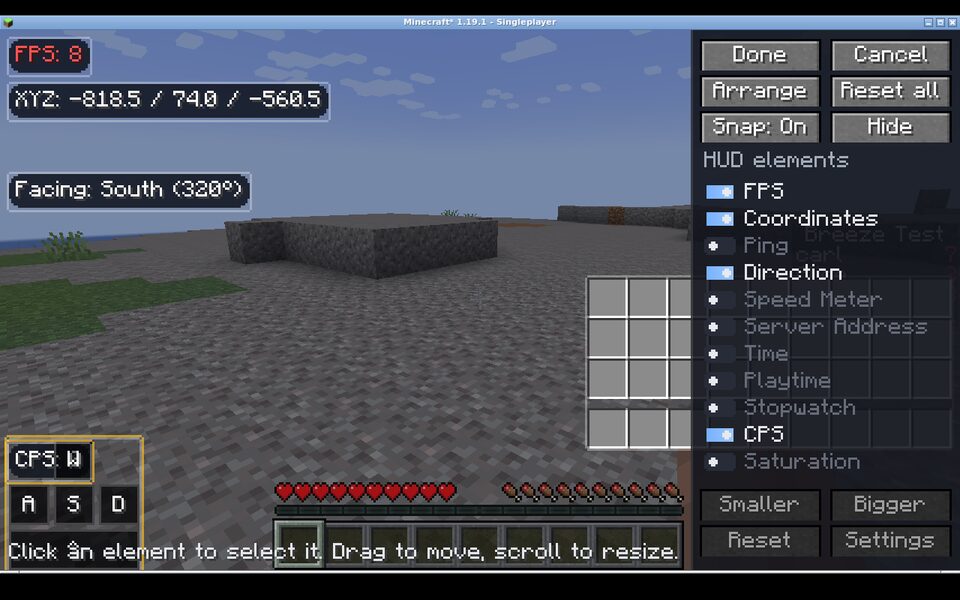 Minecraft* 1.19.1 - Singleplayer
FPS: 8
XYZ: -818.5 / 74.0 / -560.5
Facing: South (320°)
Done
Cancel
Arrange
Reset all
Snap: On
Hide
HUD elements
FPS
Coordinates
Ping
Direction
Speed Meter
Server Address
Time
Playtime
Stopwatch
CPS
Saturation
Smaller
Bigger
Reset
Settings
Breeze Test
carl
CPS
W
A S D
Click an element to select it. Drag to move, scroll to resize.